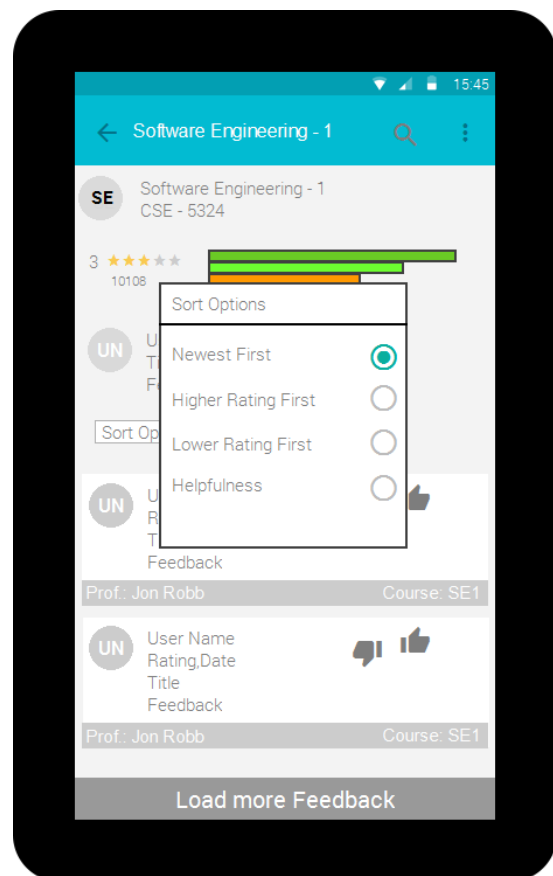 15:45
Software Engineering - 1
SE
Software Engineering - 1
CSE - 5324
3
10108
Sort Options
UN
Newest First
Higher Rating First
Lower Rating First
Sort Op
Helpfulness
UN
Feedback
Prof.: Jon Robb Course: SE1
UN
User Name
Rating,Date
Title
Feedback
Prof.: Jon Robb Course: SE1
Load more Feedback